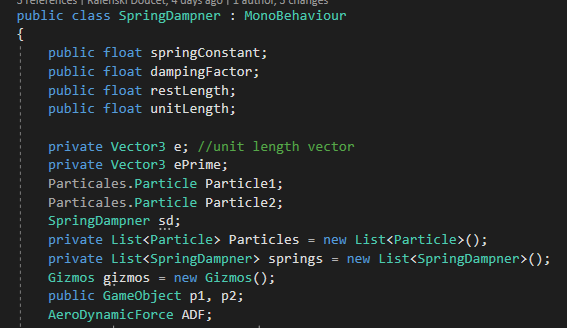 5 references | Kalenski Doucet, 4 days ago | 1 author, 5 changes
public class SpringDampner : MonoBehaviour
{
public float springConstant;
public float dampingFactor;
public float restLength;
public float unitLength;
private Vector3 e; //unit length vector
private Vector3 ePrime;
Particales.Particle Particle1;
Particales.Particle Particle2;
SpringDampner sd;
private List<Particle> Particles = new List<Particle>();
private List<SpringDampner> springs = new List<SpringDampner>();
Gizmos gizmos = new Gizmos();
public GameObject p1, p2;
AeroDynamicForce ADF;